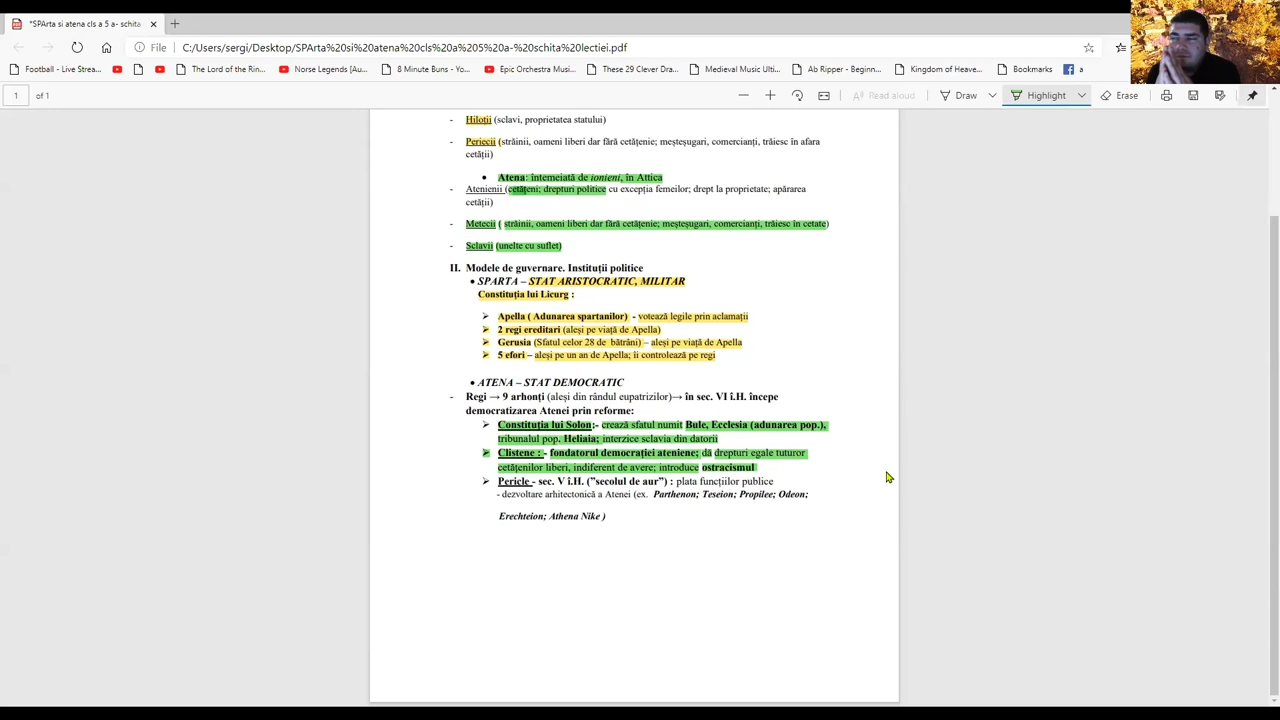 *SPArta si atena cls a 5 a- schita
File C:/Users/sergi/Desktop/SPArta%20si%20atena%20cls%20a%205%20a-%20schita%20lectiei.pdf
Football - Live Strea... The Lord of the Rin... Norse Legends [Au... 8 Minute Buns - Yo... Epic Orchestra Musi... These 29 Clever Dra... Medieval Music Ulti... Ab Ripper - Beginn... Kingdom of Heave... Bookmarks a
1 of 1 Read aloud Draw Highlight Erase
- Hiloții (sclavi, proprietatea statului)
- Periecii (străinii, oameni liberi dar fără cetățenie; meșteșugari, comercianți, trăiesc în afara
cetății)
• Atena: întemeiată de ionieni, în Attica
- Atenienii (cetățeni; drepturi politice cu excepția femeilor; drept la proprietate; apărarea
cetății)
- Metecii ( străinii, oameni liberi dar fără cetățenie; meșteșugari, comercianți, trăiesc în cetate)
- Sclavii (unelte cu suflet)
II. Modele de guvernare. Instituții politice
• SPARTA – STAT ARISTOCRATIC, MILITAR
Constituția lui Licurg :
➢ Apella ( Adunarea spartanilor) - votează legile prin aclamații
➢ 2 regi ereditari (aleși pe viață de Apella)
➢ Gerusia (Sfatul celor 28 de bătrâni) – aleși pe viață de Apella
➢ 5 efori – aleși pe un an de Apella; îi controlează pe regi
• ATENA – STAT DEMOCRATIC
- Regi → 9 arhonți (aleși din rândul eupatrizilor)→ în sec. VI î.H. începe
democratizarea Atenei prin reforme:
➢ Constituția lui Solon:- crează sfatul numit Bule, Ecclesia (adunarea pop.),
tribunalul pop. Heliaia; interzice sclavia din datorii
➢ Clistene : - fondatorul democrației ateniene; dă drepturi egale tuturor
cetățenilor liberi, indiferent de avere; introduce ostracismul
➢ Pericle - sec. V î.H. (”secolul de aur”) : plata funcțiilor publice
- dezvoltare arhitectonică a Atenei (ex. Parthenon; Teseion; Propilee; Odeon;
Erechteion; Athena Nike )